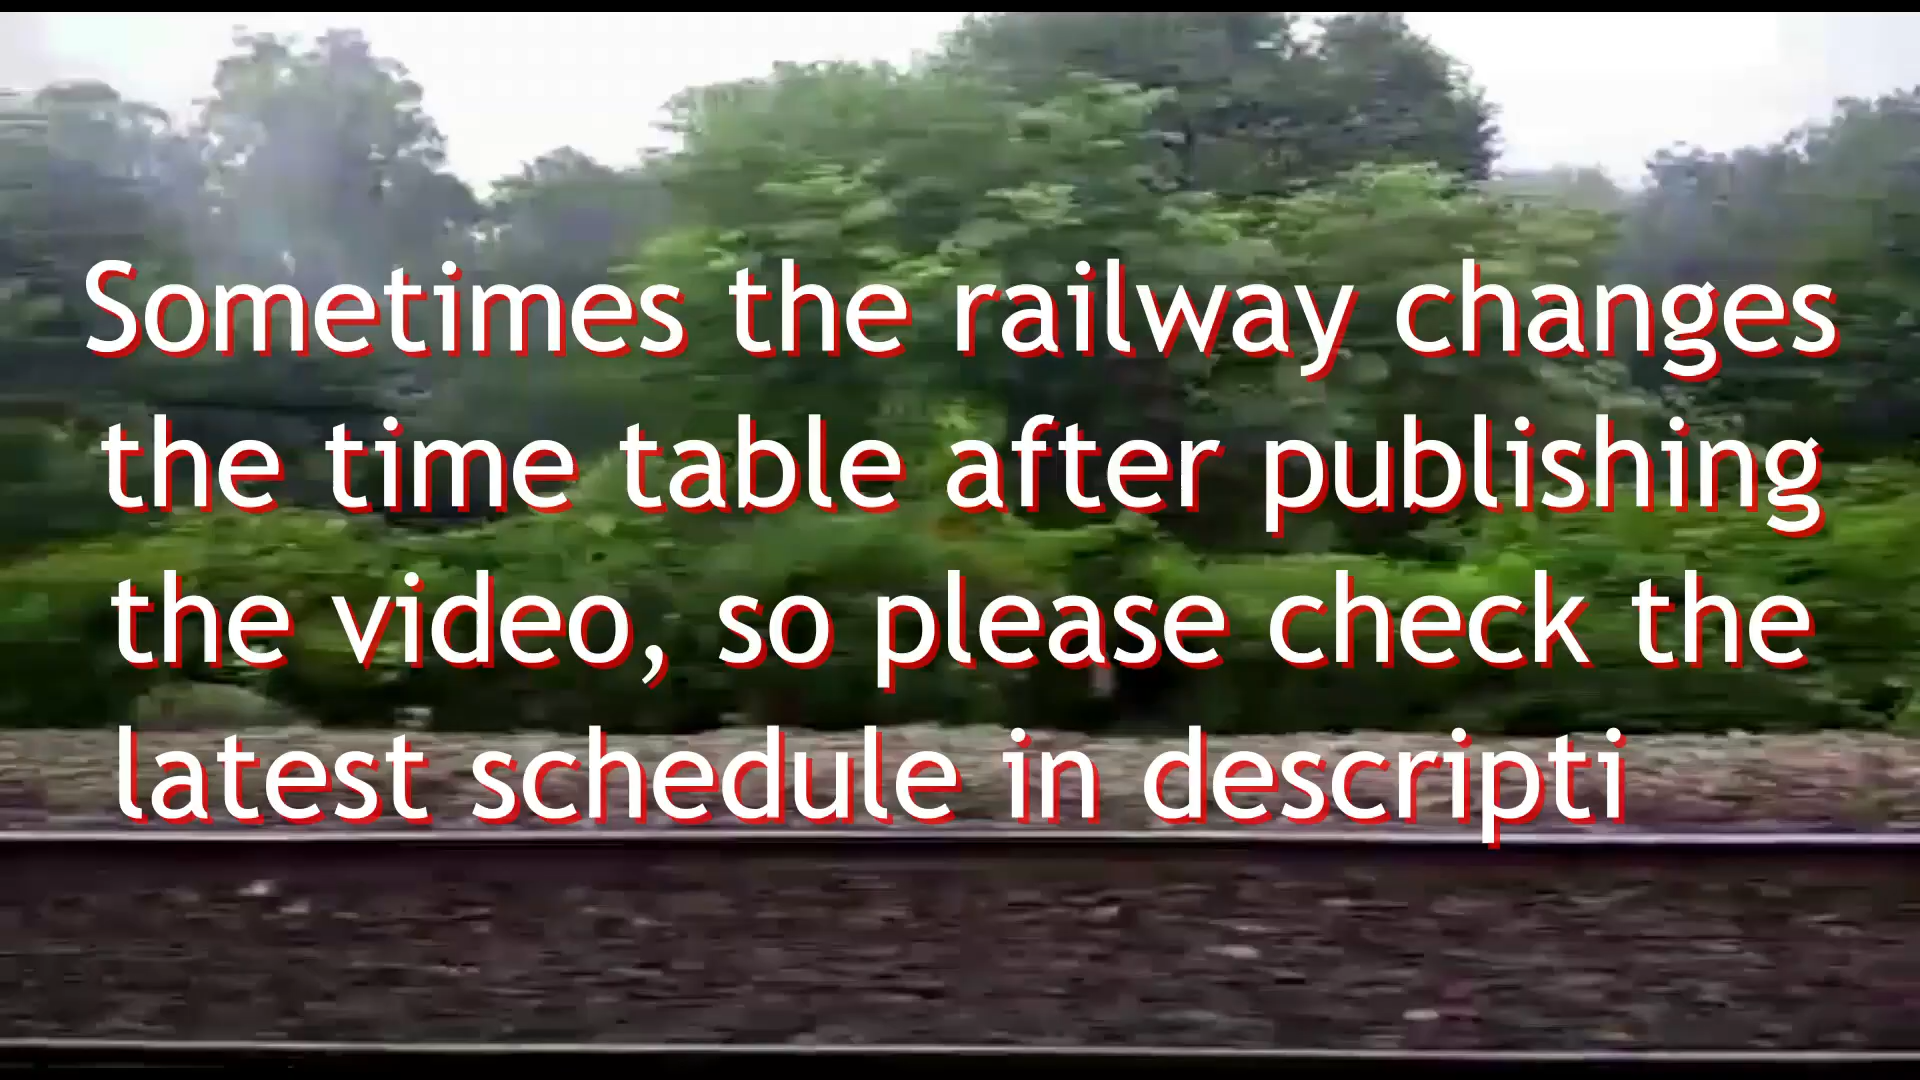 Sometimes the railway changes
the time table after publishing
the video, so please check the
latest schedule in descripti